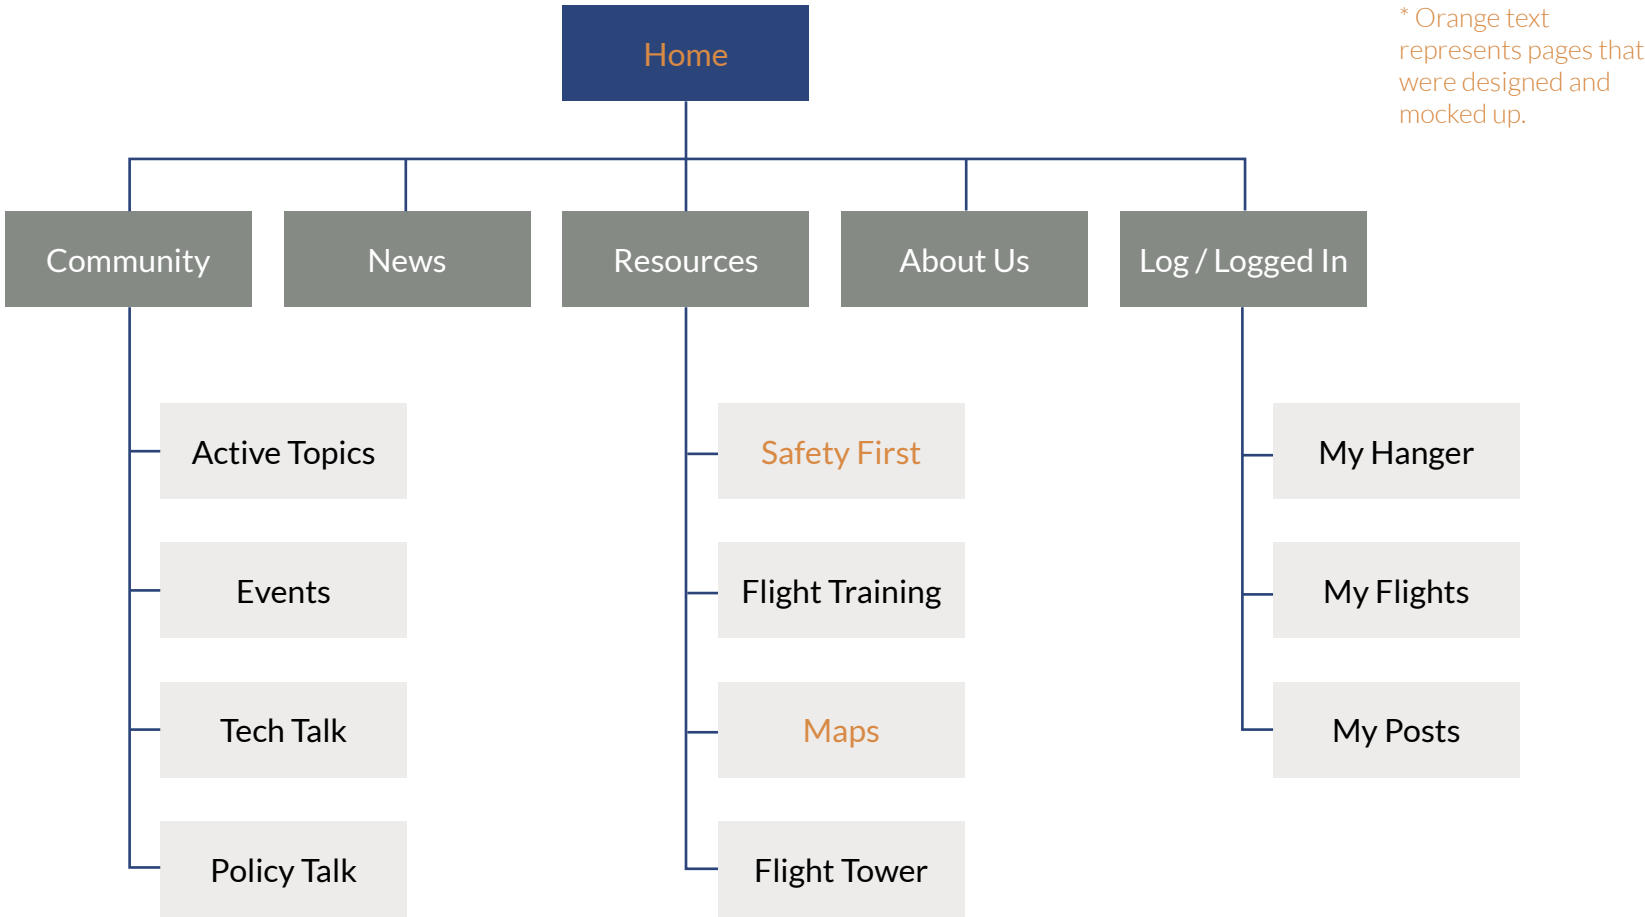 Home
* Orange text
represents pages that
were designed and
mocked up.
Community
News
Resources
About Us
Log / Logged In
Active Topics
Safety First
My Hanger
Events
Flight Training
My Flights
Tech Talk
Maps
My Posts
Policy Talk
Flight Tower